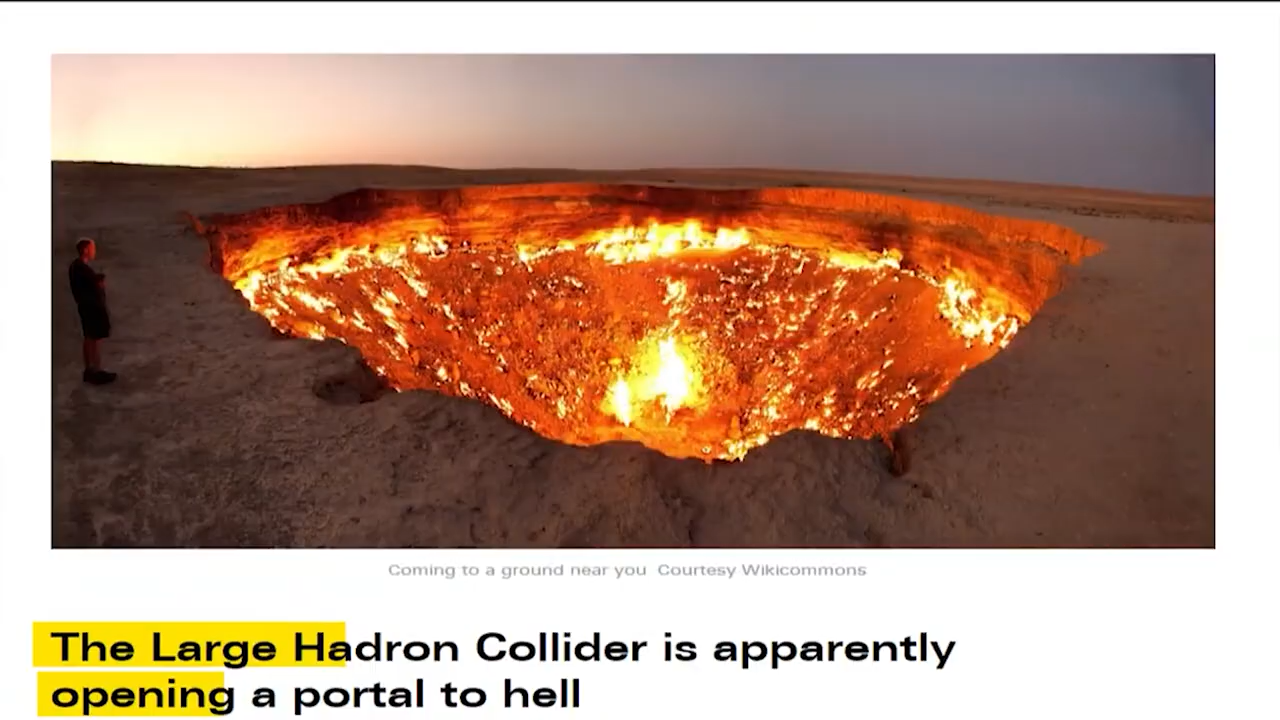 Coming to a ground near you Courtesy Wikicommons
The Large Hadron Collider is apparently
opening a portal to hell